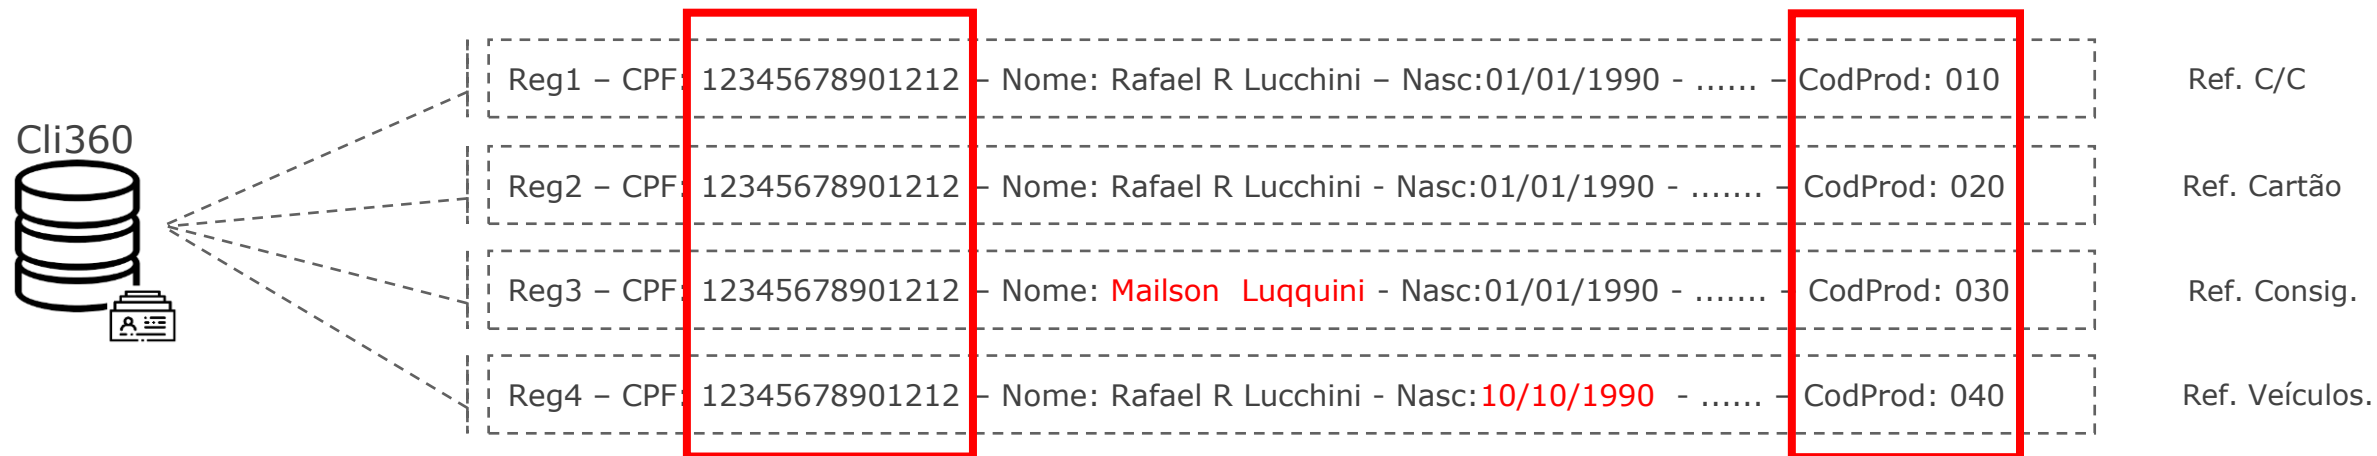 Cli360
Reg1 – CPF: 12345678901212 – Nome: Rafael R Lucchini – Nasc:01/01/1990 - ...... – CodProd: 010 Ref. C/C
Reg2 – CPF: 12345678901212 – Nome: Rafael R Lucchini - Nasc:01/01/1990 - ....... – CodProd: 020 Ref. Cartão
Reg3 – CPF: 12345678901212 – Nome: Mailson  Luqquini - Nasc:01/01/1990 - ....... – CodProd: 030 Ref. Consig.
Reg4 – CPF: 12345678901212 – Nome: Rafael R Lucchini - Nasc:10/10/1990  - ...... – CodProd: 040 Ref. Veículos.